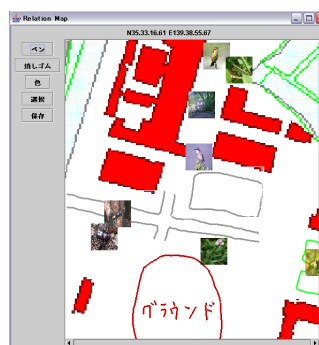 Relation Map
N35.33.16.61 E139.38.55.67
ペン
消しゴム
色
選択
保存
グラウンド